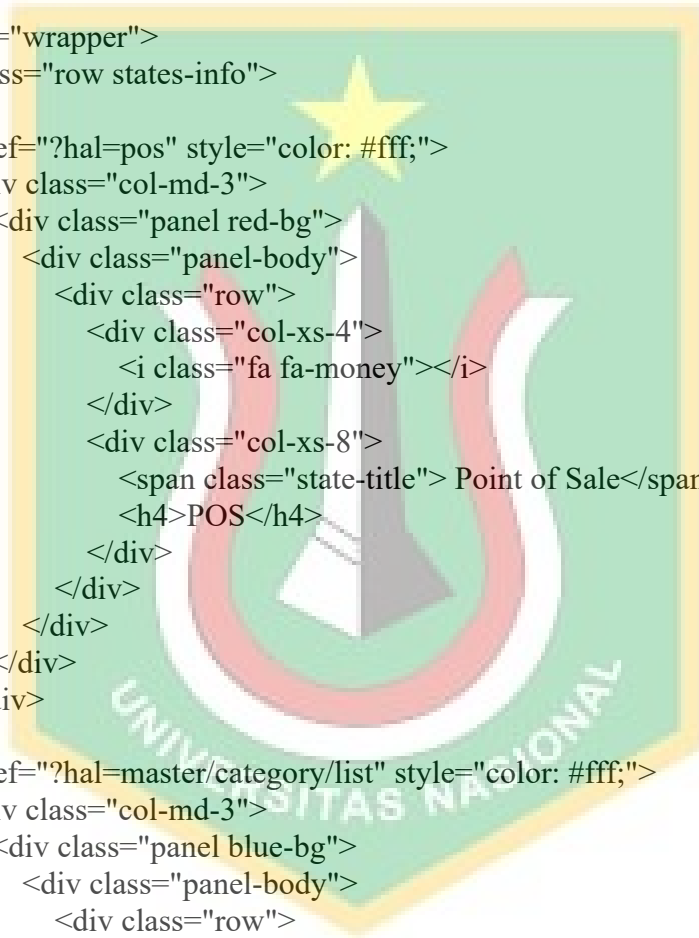 ="wrapper">
ss="row states-info">
ef="?hal=pos" style="color: #fff;">
v class="col-md-3">
<div class="panel red-bg">
<div class="panel-body">
<div class="row">
<div class="col-xs-4">
<i class="fa fa-money"></i>
</div>
<div class="col-xs-8">
<span class="state-title"> Point of Sale</span
<h4>POS</h4>
</div>
</div>
</div>
</div>
iv>
UNIVERSITAS NASIONAL
ef="?hal=master/category/list" style="color: #fff;">
v class="col-md-3">
<div class="panel blue-bg">
<div class="panel-body">
<div class="row">